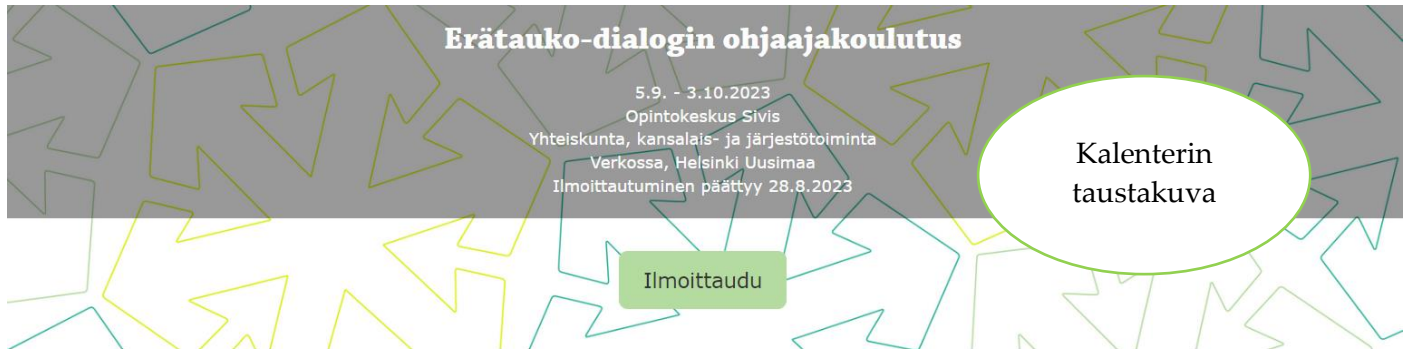 Erätauko-dialogin ohjaajakoulutus
5.9. - 3.10.2023
Opintokeskus Sivis
Yhteiskunta, kansalais- ja järjestötoiminta
Verkossa, Helsinki Uusimaa
Ilmoittautuminen päättyy 28.8.2023
Kalenterin
taustakuva
Ilmoittaudu